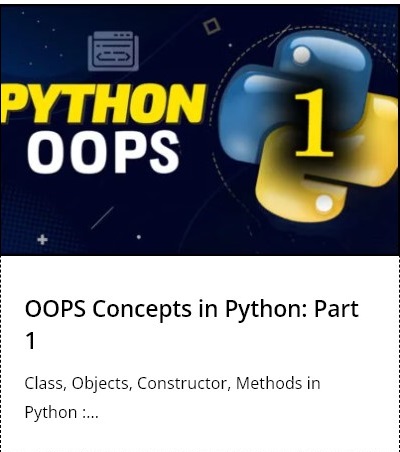 PYTHON
OOPS
1
OOPS Concepts in Python: Part
1
Class, Objects, Constructor, Methods in
Python :...